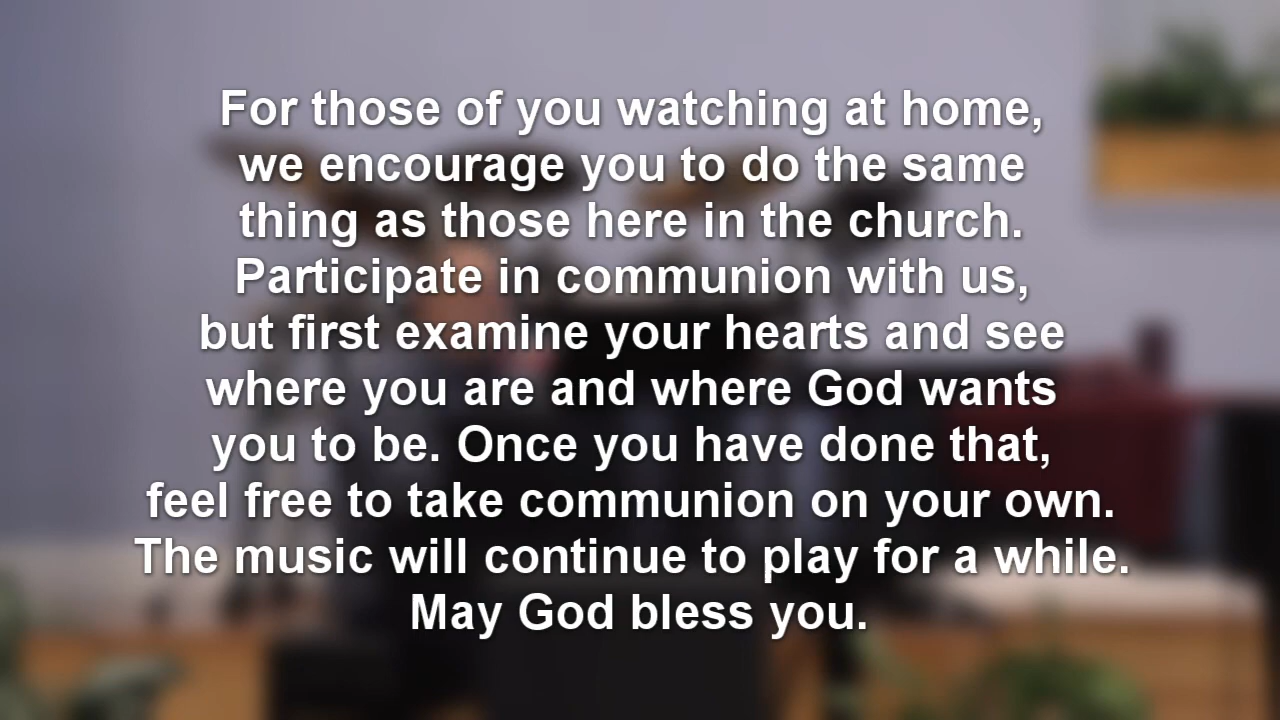 For those of you watching at home,
we encourage you to do the same
thing as those here in the church.
Participate in communion with us,
but first examine your hearts and see
where you are and where God wants
you to be. Once you have done that,
feel free to take communion on your own.
The music will continue to play for a while.
May God bless you.